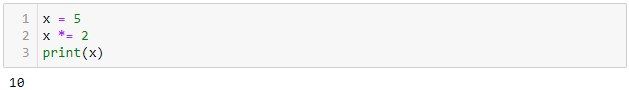 1 x = 5
2 x *= 2
3 print(x)
10